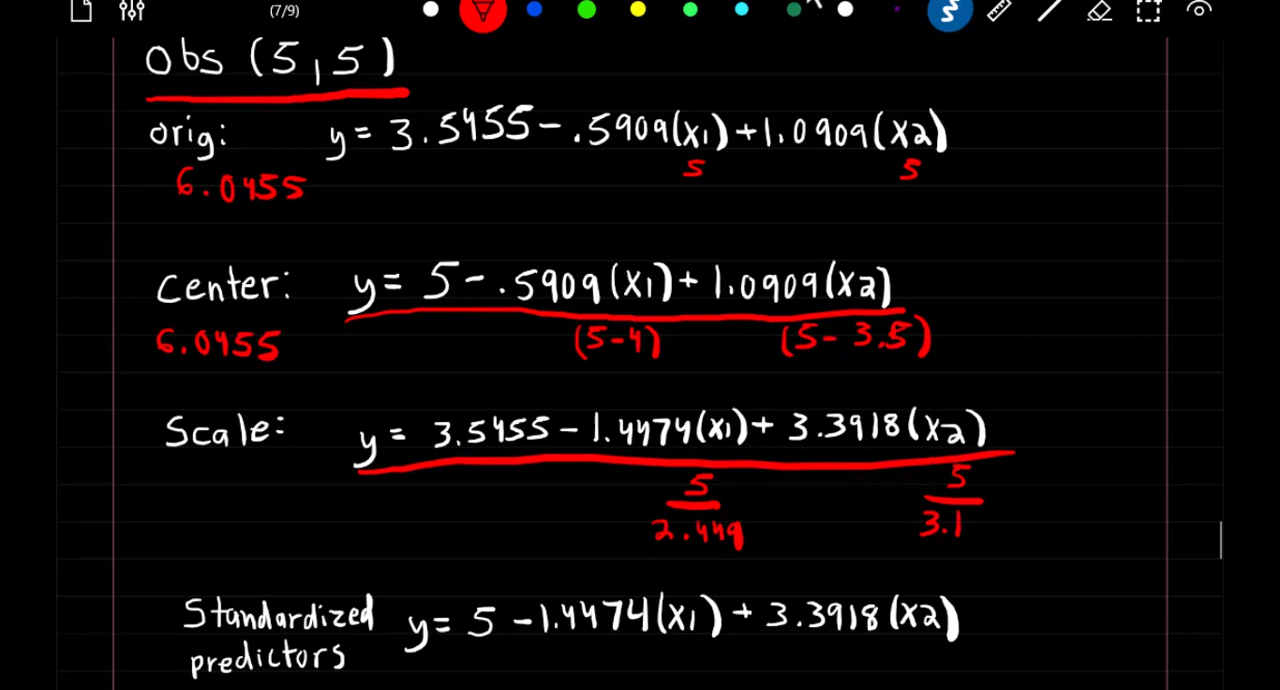 (7/9)
Obs (5,5)
orig: y = 3.5455 - .5909(x1) + 1.0909(x2)
5 5
6.0455
Center: y = 5 - .5909(x1) + 1.0909(x2)
6.0455 (5-4) (5-3.5)
Scale: y = 3.5455 - 1.4474(x1) + 3.3918(x2)
5 5
2.449 3.1
Standardized y = 5 - 1.4474(x1) + 3.3918(x2)
predictors